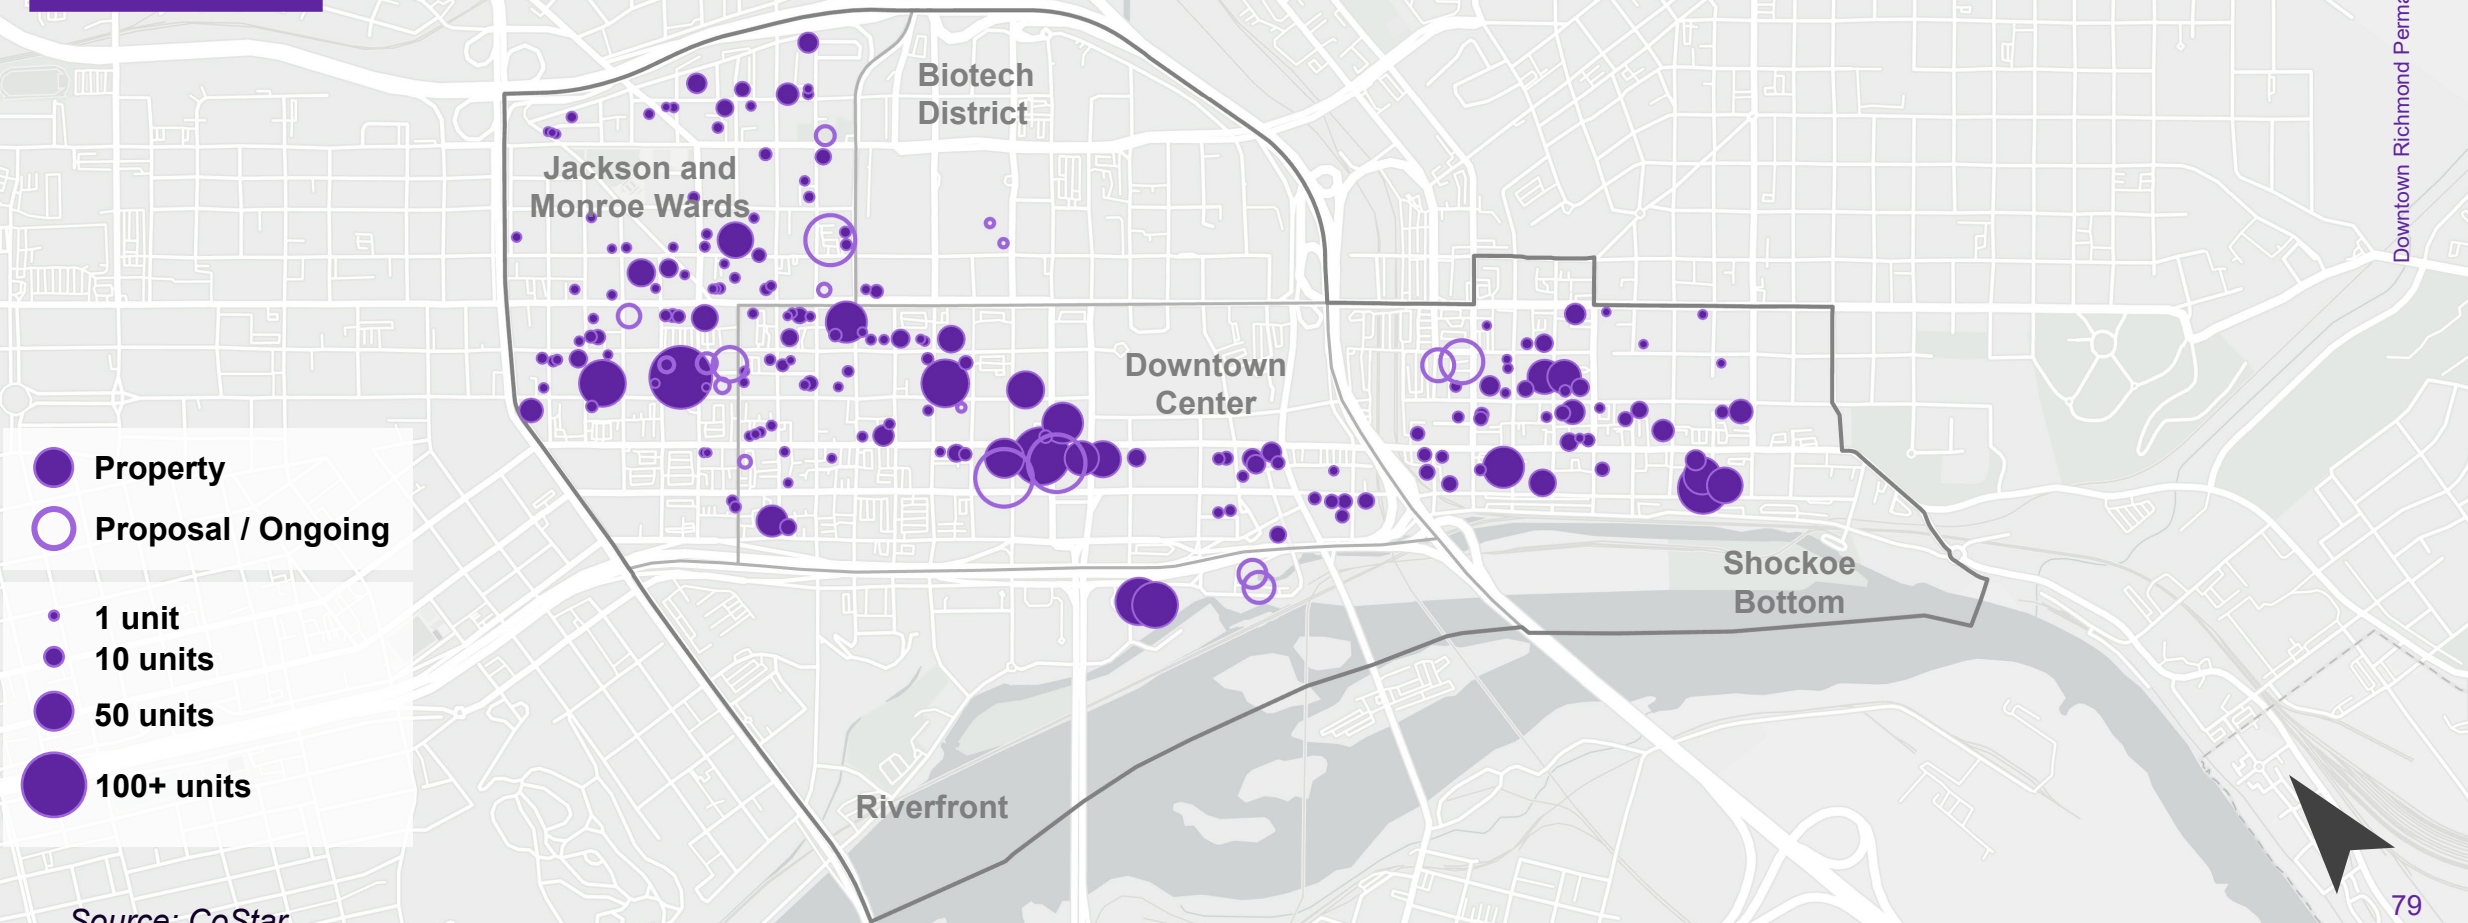 Biotech
District
Jackson and
Monroe Wards
Downtown
Center
Shockoe
Bottom
Riverfront
Property
Proposal / Ongoing
1 unit
10 units
50 units
100+ units
Source: CoStar
Downtown Richmond
79